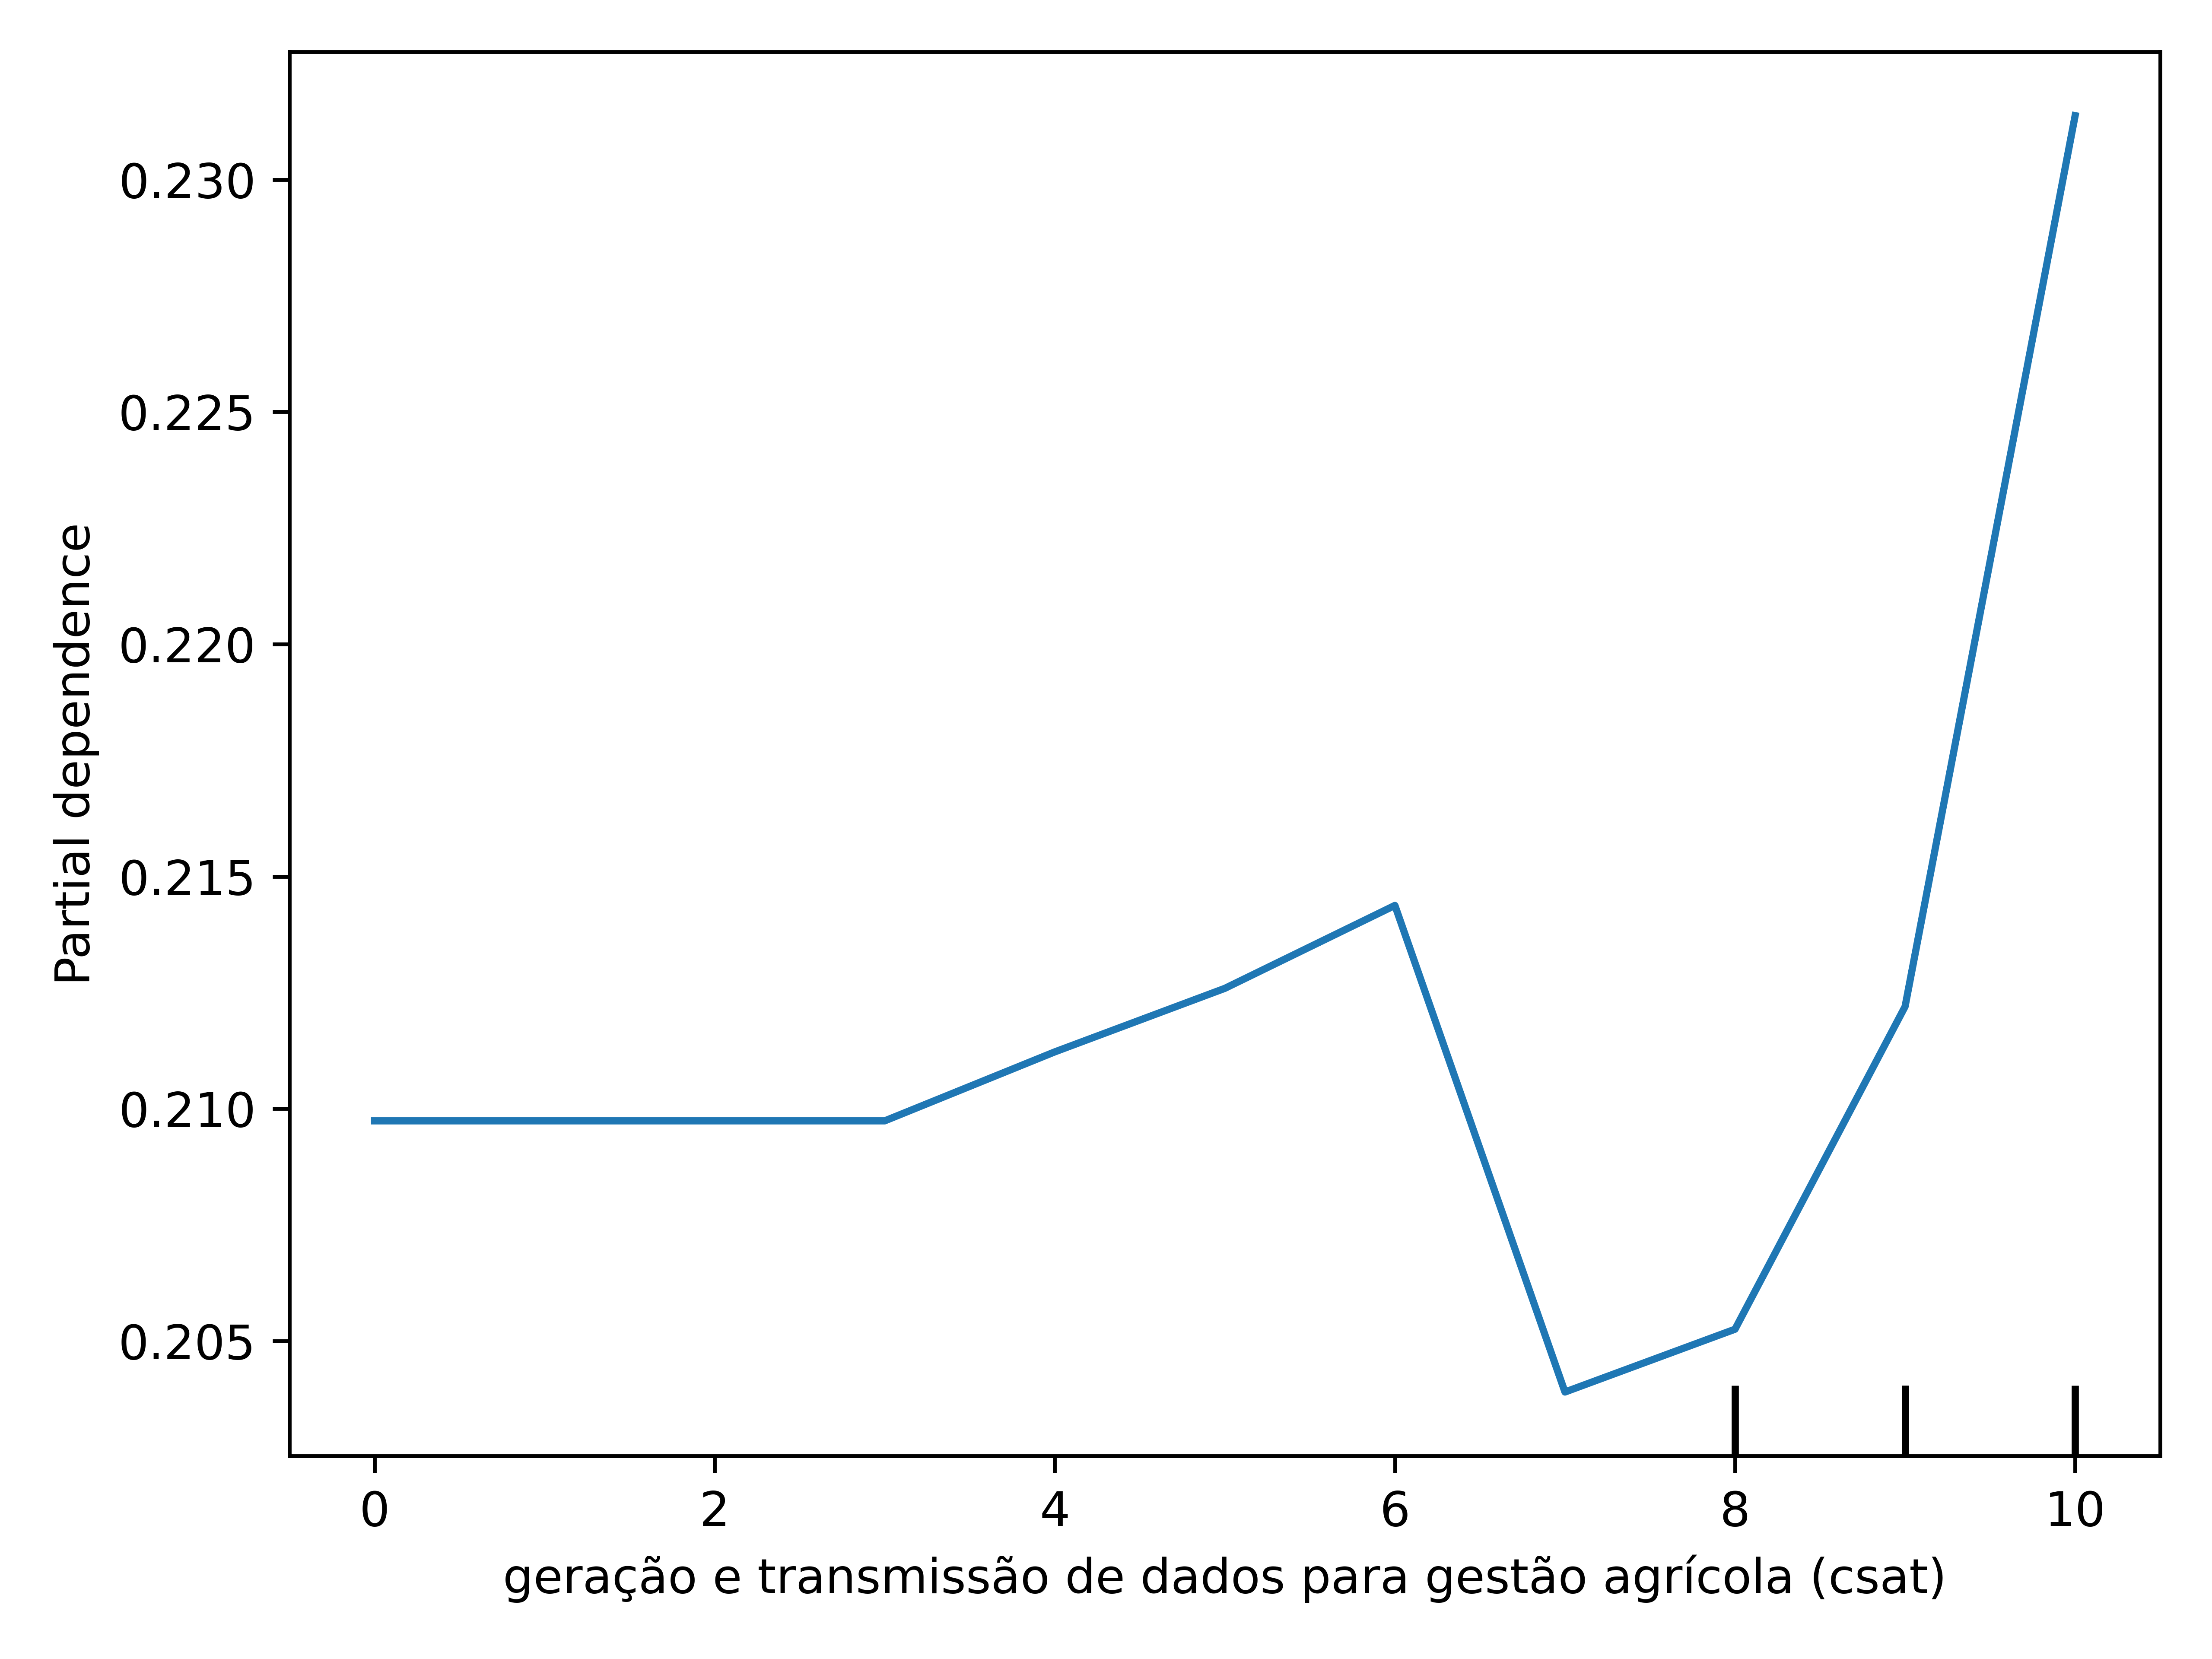 0.230
0.225
0.220
0.215
0.210
0.205
Partial dependence
0 2 4 6 8 10
geração e transmissão de dados para gestão agrícola (csat)